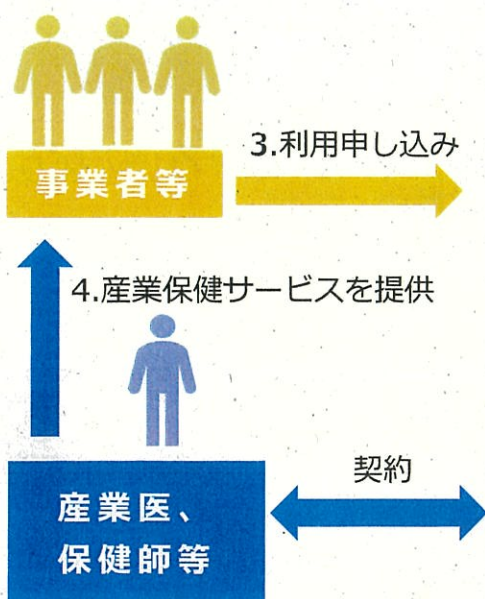 3.利用申し込み
事業者等
4.産業保健サービスを提供
契約
産業医、
保健師等